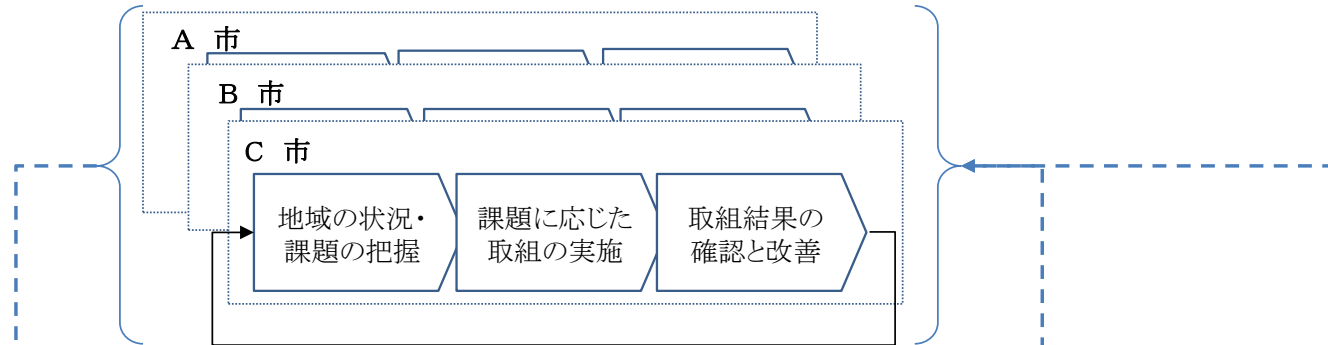 A 市
B 市
C 市
地域の状況・
課題の把握
課題に応じた
取組の実施
取組結果の
確認と改善